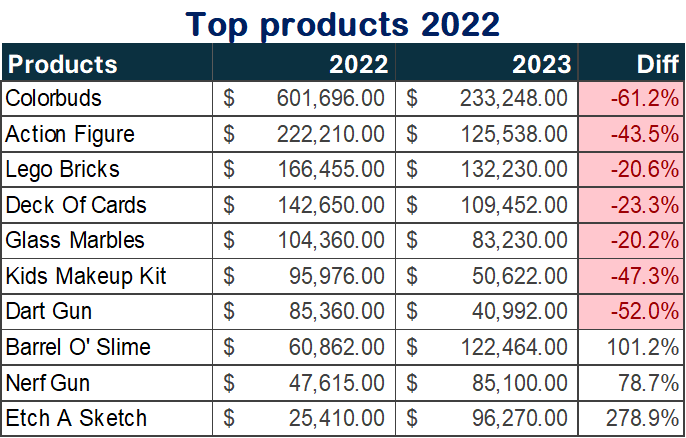 Top products 2022
Products 2022 2023 Diff
Colorbuds $ 601,696.00 $ 233,248.00 -61.2%
Action Figure $ 222,210.00 $ 125,538.00 -43.5%
Lego Bricks $ 166,455.00 $ 132,230.00 -20.6%
Deck Of Cards $ 142,650.00 $ 109,452.00 -23.3%
Glass Marbles $ 104,360.00 $ 83,230.00 -20.2%
Kids Makeup Kit $ 95,976.00 $ 50,622.00 -47.3%
Dart Gun $ 85,360.00 $ 40,992.00 -52.0%
Barrel O' Slime $ 60,862.00 $ 122,464.00 101.2%
Nerf Gun $ 47,615.00 $ 85,100.00 78.7%
Etch A Sketch $ 25,410.00 $ 96,270.00 278.9%